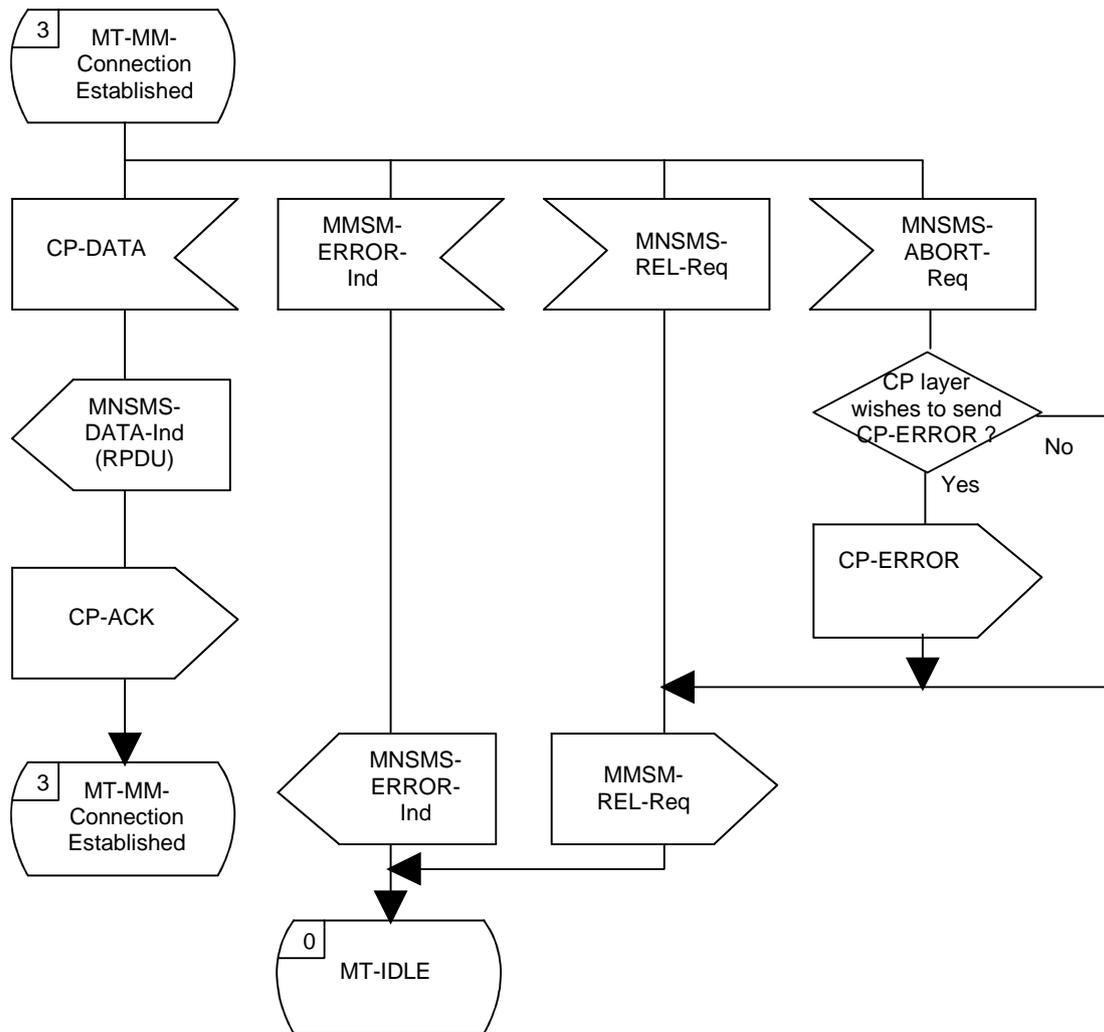 3
MT-MM-
Connection
Established
CP-DATA
MMSM-
ERROR-
Ind
MNSMS-
REL-Req
MNSMS-
ABORT-
Req
MNSMS-
DATA-Ind
(RPDU)
CP layer
wishes to send
CP-ERROR ?
No
Yes
CP-ERROR
CP-ACK
3
MT-MM-
Connection
Established
MNSMS-
ERROR-
Ind
MMSM-
REL-Req
0
MT-IDLE